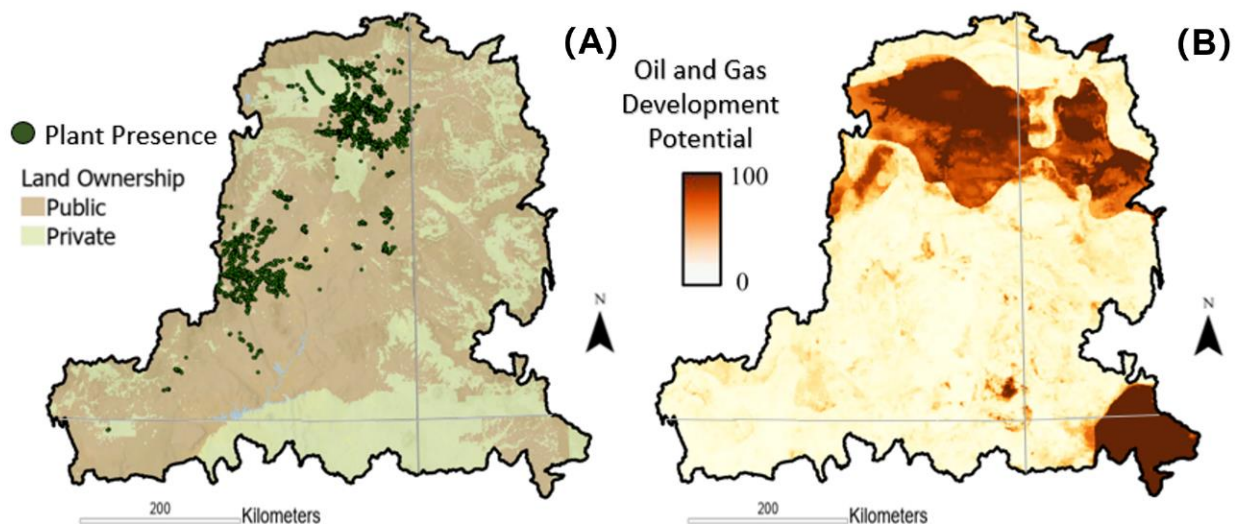 (A)
Plant Presence
Land Ownership
Public
Private
N
200
Kilometers
(B)
Oil and Gas
Development
Potential
100
0
N
200
Kilometers